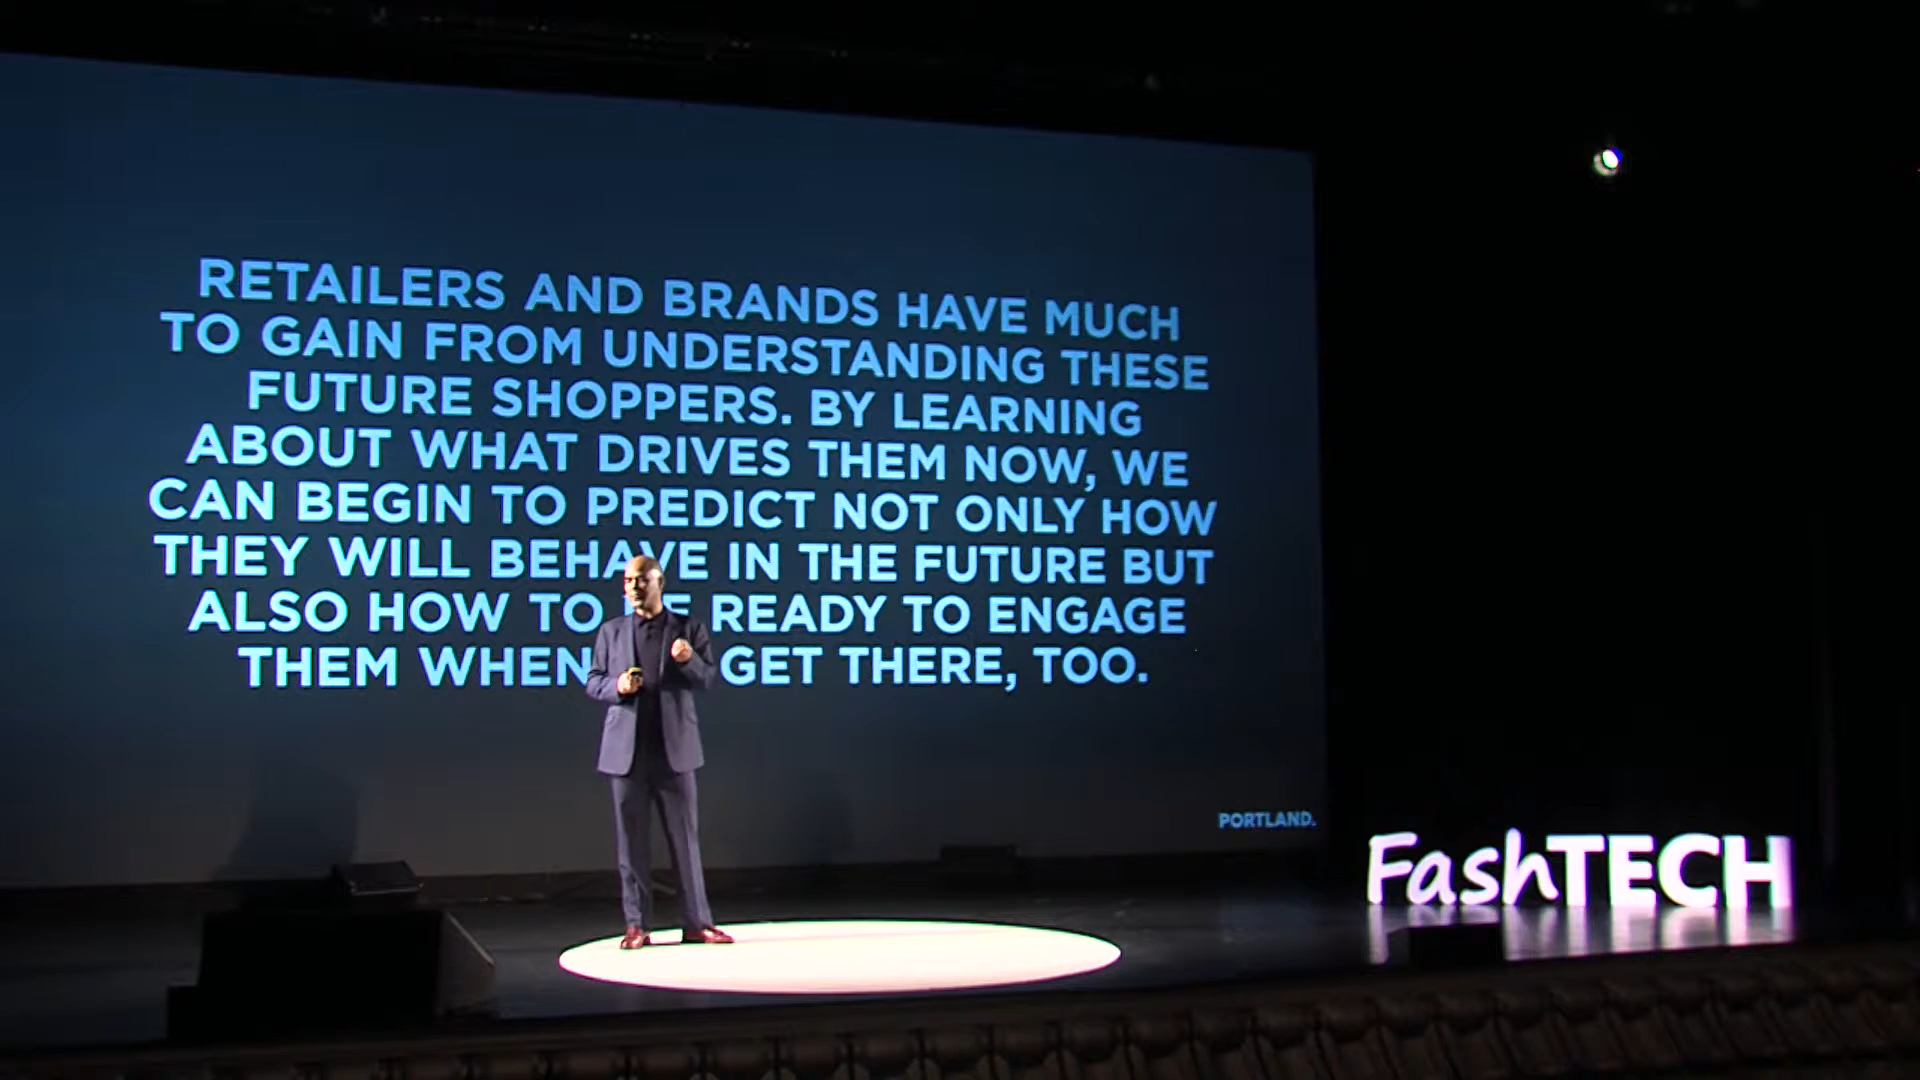 RETAILERS AND BRANDS HAVE MUCH
TO GAIN FROM UNDERSTANDING THESE
FUTURE SHOPPERS. BY LEARNING
ABOUT WHAT DRIVES THEM NOW, WE
CAN BEGIN TO PREDICT NOT ONLY HOW
THEY WILL BEHAVE IN THE FUTURE BUT
ALSO HOW TO BE READY TO ENGAGE
THEM WHEN GET THERE, TOO.
PORTLAND.
FashTECH